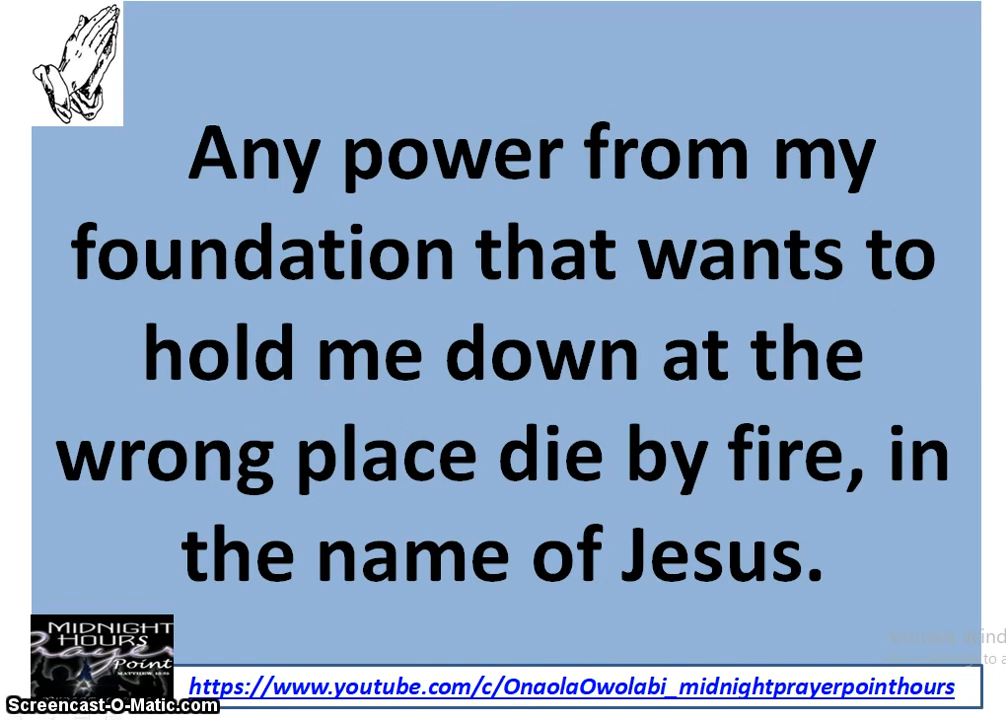 Any power from my
foundation that wants to
hold me down at the
wrong place die by fire, in
the name of Jesus.
MIDNIGHT
HOURS
Prayer
Point
https://www.youtube.com/c/OnaolaOwolabi_midnightprayerpointhours
Screencast-O-Matic.com